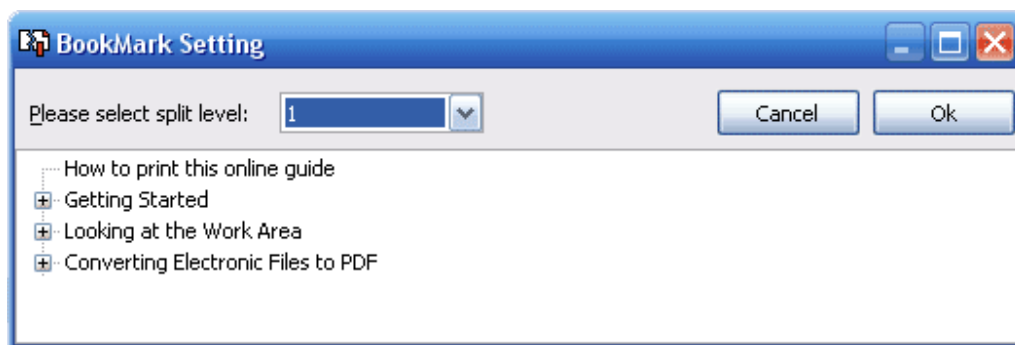 BookMark Setting
Please select split level: 1 Cancel Ok
How to print this online guide
Getting Started
Looking at the Work Area
Converting Electronic Files to PDF